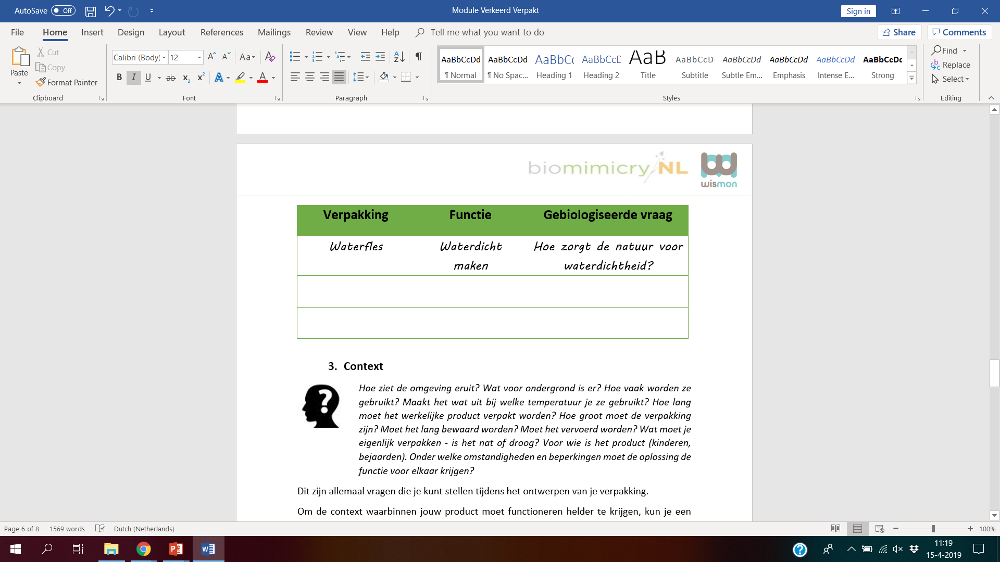 AutoSave Off
Module Verkeerd Verpakt
Sign in
File Home Insert Design Layout References Mailings Review View Help Tell me what you want to do
Share Comments
Paste
Cut
Copy
Format Painter
Clipboard
Calibri (Body) 12
Font
Paragraph
AaBbCcDd AaBbCcDd AaBbCc AaBbCcD AaB AaBbCcD AaBbCcDd AaBbCcDd AaBbCcDd AaBbCcDc
¶ Normal ¶ No Spac... Heading 1 Heading 2 Title Subtitle Subtle Em... Emphasis Intense E... Strong
Styles
Find
Replace
Select
Editing
biomimicryNL
wismon
Verpakking Functie Gebiologiseerde vraag
Waterfles Waterdicht Hoe zorgt de natuur voor
maken waterdichtheid?
3. Context
Hoe ziet de omgeving eruit? Wat voor ondergrond is er? Hoe vaak worden ze
gebruikt? Maakt het wat uit bij welke temperatuur je ze gebruikt? Hoe lang
moet het werkelijke product verpakt worden? Hoe groot moet de verpakking
zijn? Moet het lang bewaard worden? Moet het vervoerd worden? Wat moet je
eigenlijk verpakken - is het nat of droog? Voor wie is het product (kinderen,
bejaarden). Onder welke omstandigheden en beperkingen moet de oplossing de
functie voor elkaar krijgen?
Dit zijn allemaal vragen die je kunt stellen tijdens het ontwerpen van je verpakking.
Om de context waarbinnen jouw product moet functioneren helder te krijgen, kun je een
Page 6 of 8 1569 words Dutch (Netherlands) 100%
11:19
15-4-2019